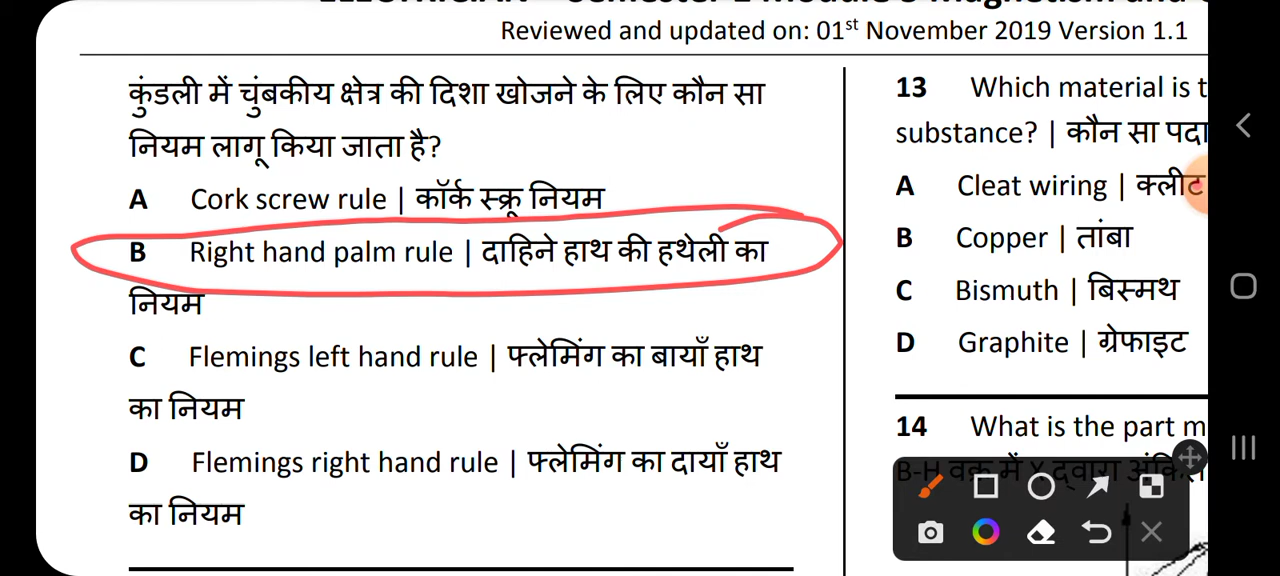 Reviewed and updated on: 01st November 2019 Version 1.1
कुंडली में चुंबकीय क्षेत्र की दिशा खोजने के लिए कौन सा
नियम लागू किया जाता है?
A Cork screw rule | कॉर्क स्क्रू नियम
B Right hand palm rule | दाहिने हाथ की हथेली का
नियम
C Flemings left hand rule | फ्लेमिंग का बायाँ हाथ
का नियम
D Flemings right hand rule | फ्लेमिंग का दायाँ हाथ
का नियम
13 Which material is t
substance? | कौन सा पदा
A Cleat wiring | क्लीट
B Copper | तांबा
C Bismuth | बिस्मथ
D Graphite | ग्रेफाइट
14 What is the part m
B-H वक्र में X द्वारा अंकि